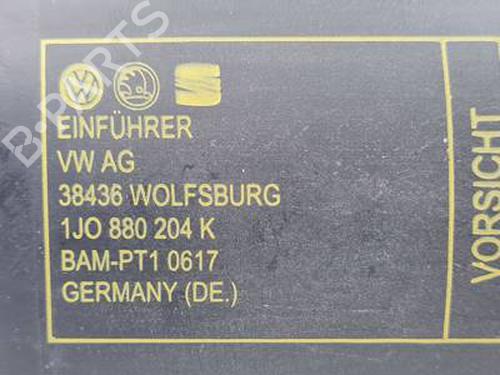 EINFÜHRER
VW AG
38436 WOLFSBURG
1JO 880 204 K
BAM-PT1 0617
GERMANY (DE.)
VORSICHT
B-PARTS